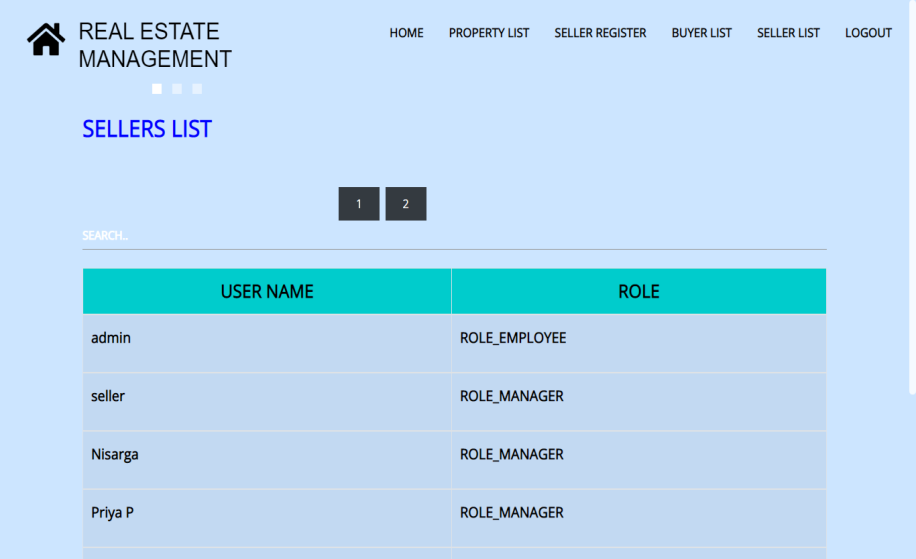 REAL ESTATE
MANAGEMENT
HOME PROPERTY LIST SELLER REGISTER BUYER LIST SELLER LIST LOGOUT
SELLERS LIST
1 2
SEARCH..
USER NAME ROLE
admin ROLE_EMPLOYEE
seller ROLE_MANAGER
Nisarga ROLE_MANAGER
Priya P ROLE_MANAGER